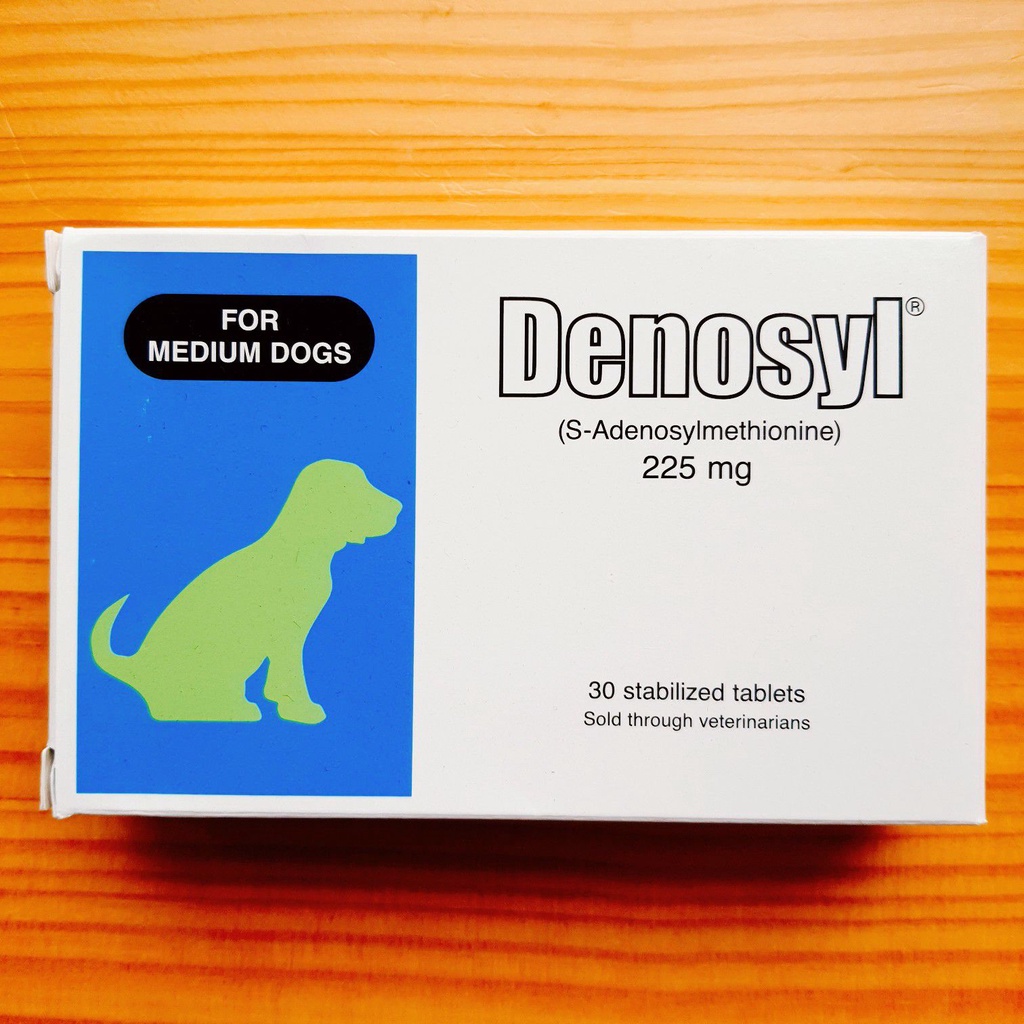 FOR
MEDIUM DOGS
Denosyl®
(S-Adenosylmethionine)
225 mg
30 stabilized tablets
Sold through veterinarians